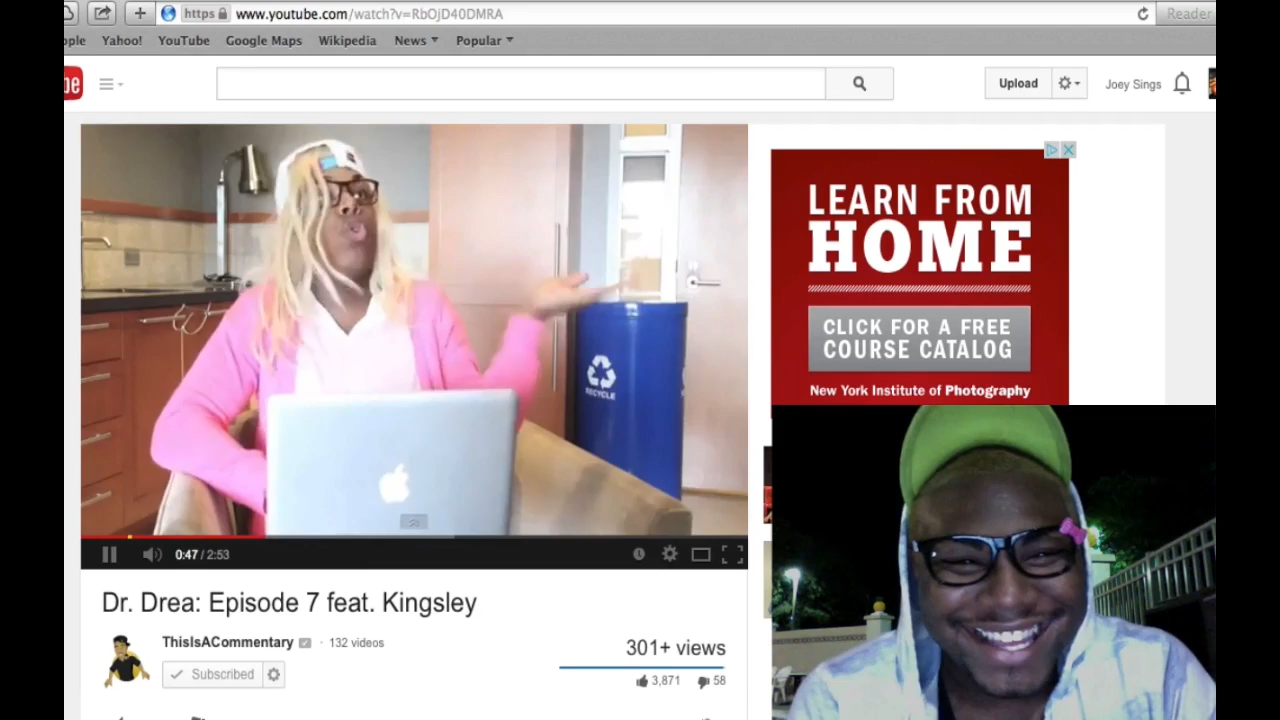 https www.youtube.com/watch?v=RbOjD40DMRA Reader
ople Yahoo! YouTube Google Maps Wikipedia News Popular
be Upload Joey Sings
LEARN FROM
HOME
CLICK FOR A FREE
COURSE CATALOG
New York Institute of Photography
RECYCLE
0:47 / 2:53
Dr. Drea: Episode 7 feat. Kingsley
ThisIsACommentary · 132 videos
301+ views
Subscribed
3,871 58